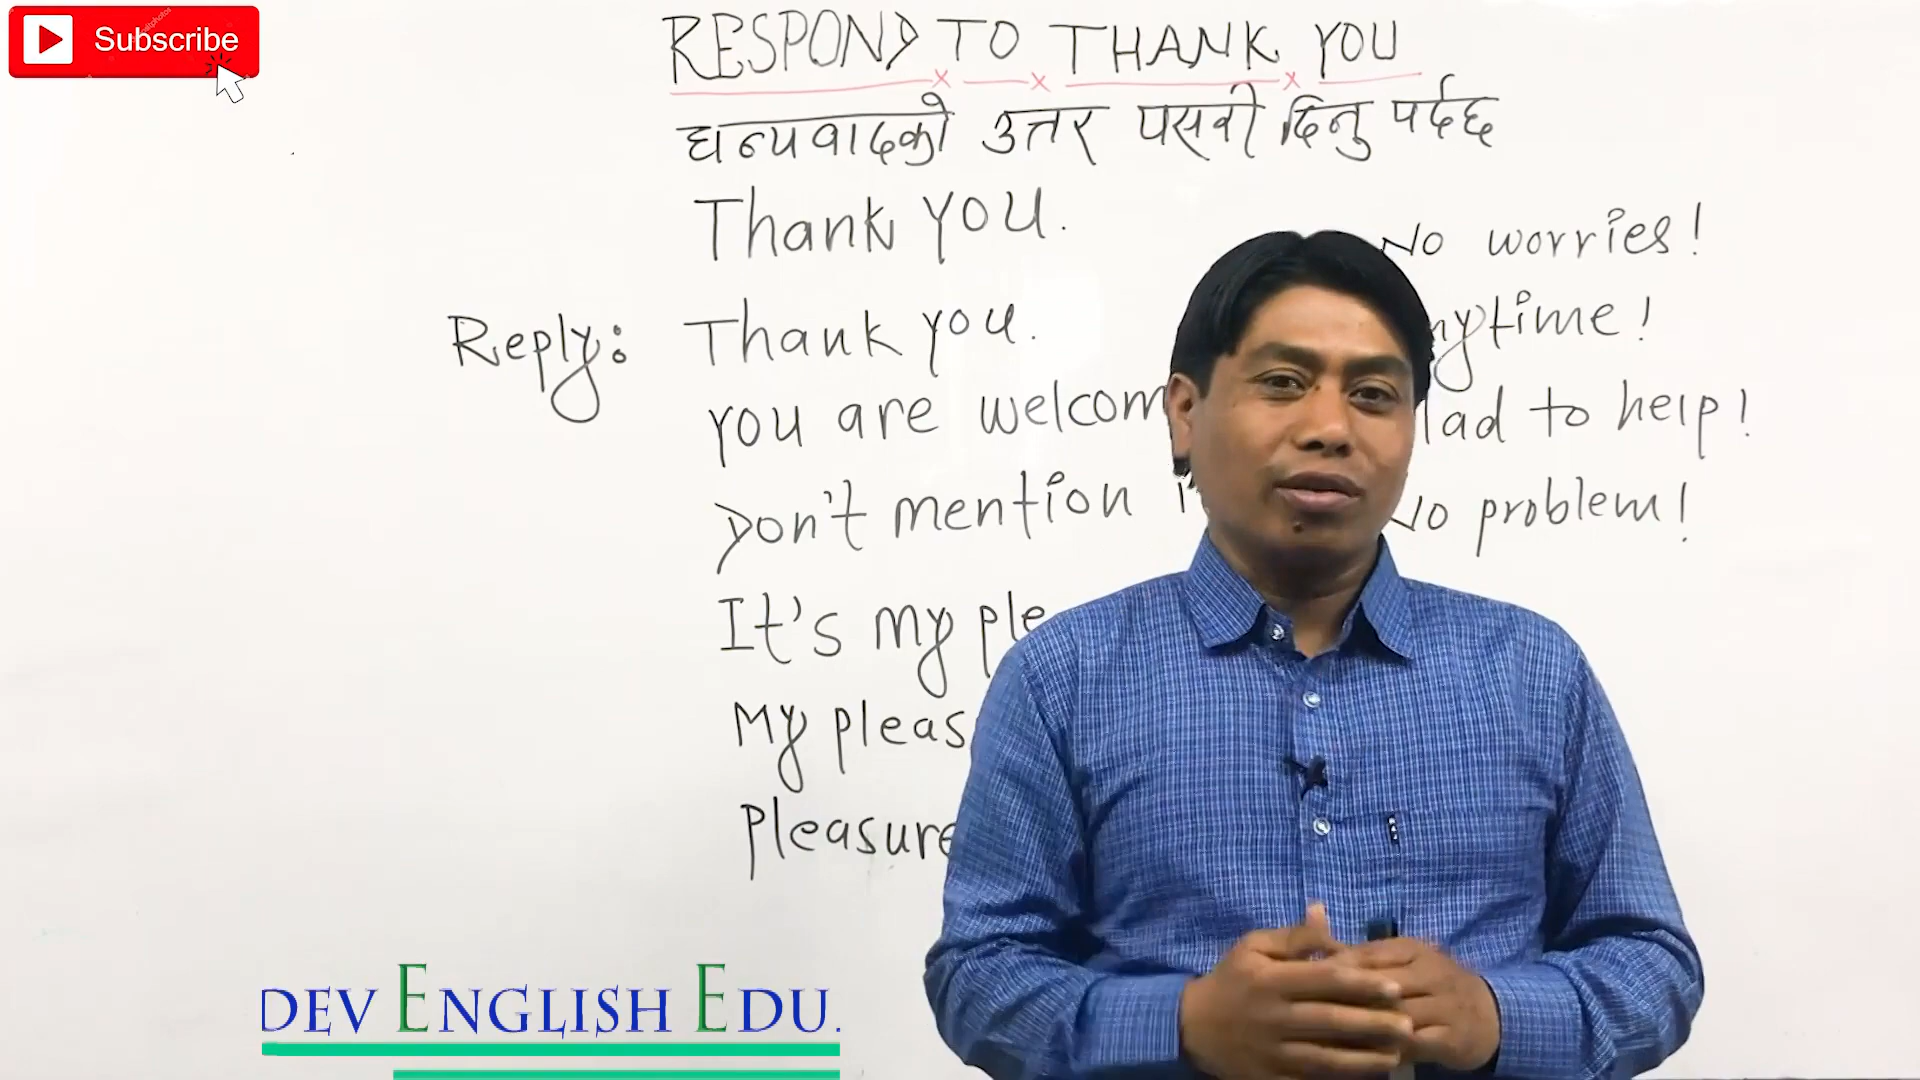 Subscribe
RESPOND TO THANK YOU
धन्यवादको उत्तर यसरी दिनु पर्दछ
Thank you.
No worries!
Reply: Thank you.
nytime!
you are welcom
lad to help!
Don't mention i
No problem!
It's my ple
My pleas
Pleasure
DEV ENGLISH EDU.